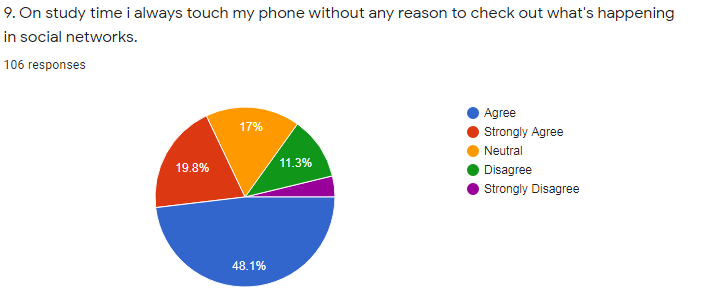 9. On study time i always touch my phone without any reason to check out what's happening
in social networks.
106 responses
17%
11.3%
19.8%
48.1%
Agree
Strongly Agree
Neutral
Disagree
Strongly Disagree